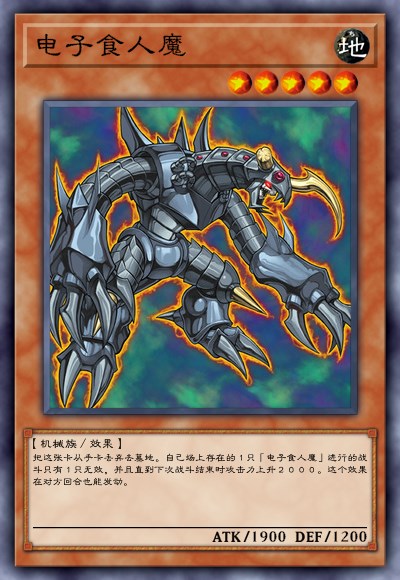 电子食人魔
地
【机械族／效果】
把这张卡从手卡丢弃去墓地。自己场上存在的1只「电子食人魔」进行的战
斗只有1只无效，并且直到下次战斗结束时攻击力上升2000。这个效果
在对方回合也能发动。
ATK/1900 DEF/1200